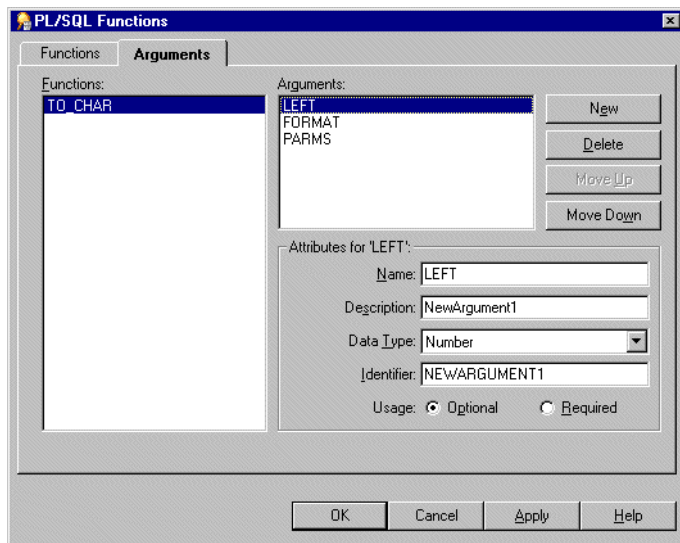 PL/SQL Functions
Functions
Arguments
Functions:
TO_CHAR
Arguments:
LEFT
FORMAT
PARMS
New
Delete
Move Up
Move Down
Attributes for 'LEFT':
Name: LEFT
Description: NewArgument1
Data Type: Number
Identifier: NEWARGUMENT1
Usage: Optional Required
OK Cancel Apply Help